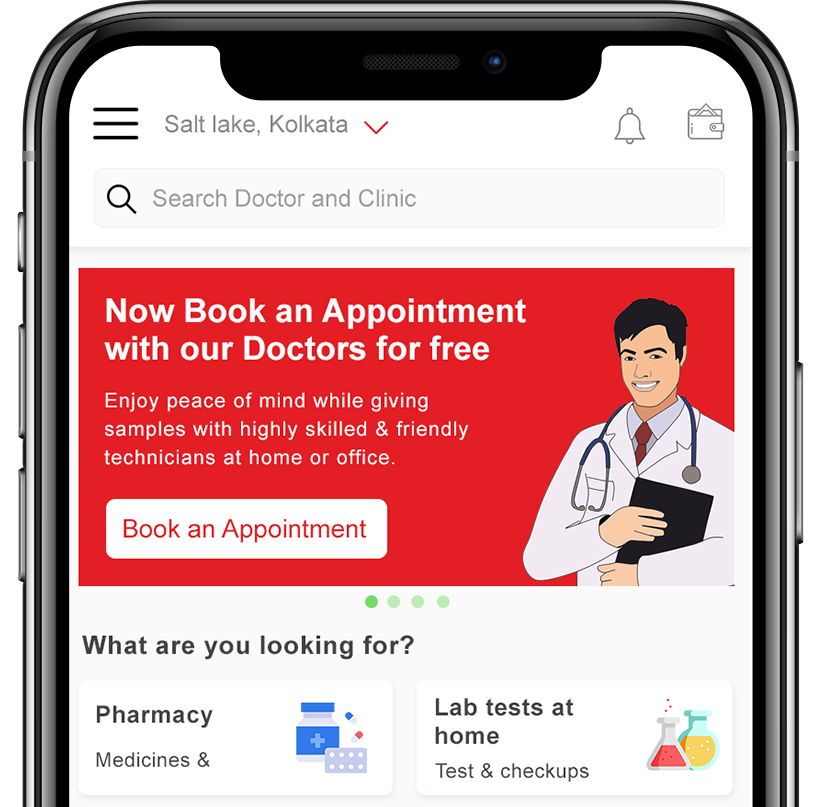 Salt lake, Kolkata
Search Doctor and Clinic
Now Book an Appointment
with our Doctors for free
Enjoy peace of mind while giving
samples with highly skilled & friendly
technicians at home or office.
Book an Appointment
What are you looking for?
Pharmacy
Medicines &
Lab tests at
home
Test & checkups